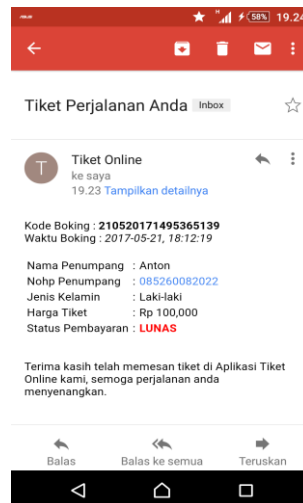 58% 19.24
Tiket Perjalanan Anda Inbox
T
Tiket Online
ke saya
19.23 Tampilkan detailnya
Kode Boking : 210520171495365139
Waktu Boking : 2017-05-21, 18:12:19
Nama Penumpang : Anton
Nohp Penumpang : 085260082022
Jenis Kelamin : Laki-laki
Harga Tiket : Rp 100,000
Status Pembayaran : LUNAS
Terima kasih telah memesan tiket di Aplikasi Tiket
Online kami, semoga perjalanan anda
menyenangkan.
Balas Balas ke semua Teruskan